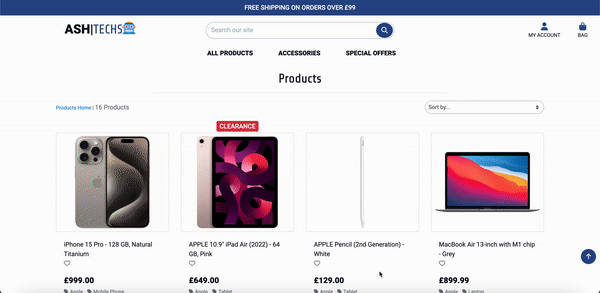 FREE SHIPPING ON ORDERS OVER £99
ASH|TECHS
Search our site
MY ACCOUNT
BAG
ALL PRODUCTS
ACCESSORIES
SPECIAL OFFERS
Products
Products Home | 16 Products
Sort by...
CLEARANCE
iPhone 15 Pro - 128 GB, Natural
Titanium
£999.00
Apple
Mobile Phone
APPLE 10.9" iPad Air (2022) - 64
GB, Pink
£649.00
Apple
Tablet
APPLE Pencil (2nd Generation) -
White
£129.00
Apple
Tablet
MacBook Air 13-inch with M1 chip
- Grey
£899.99
Apple
Laptop